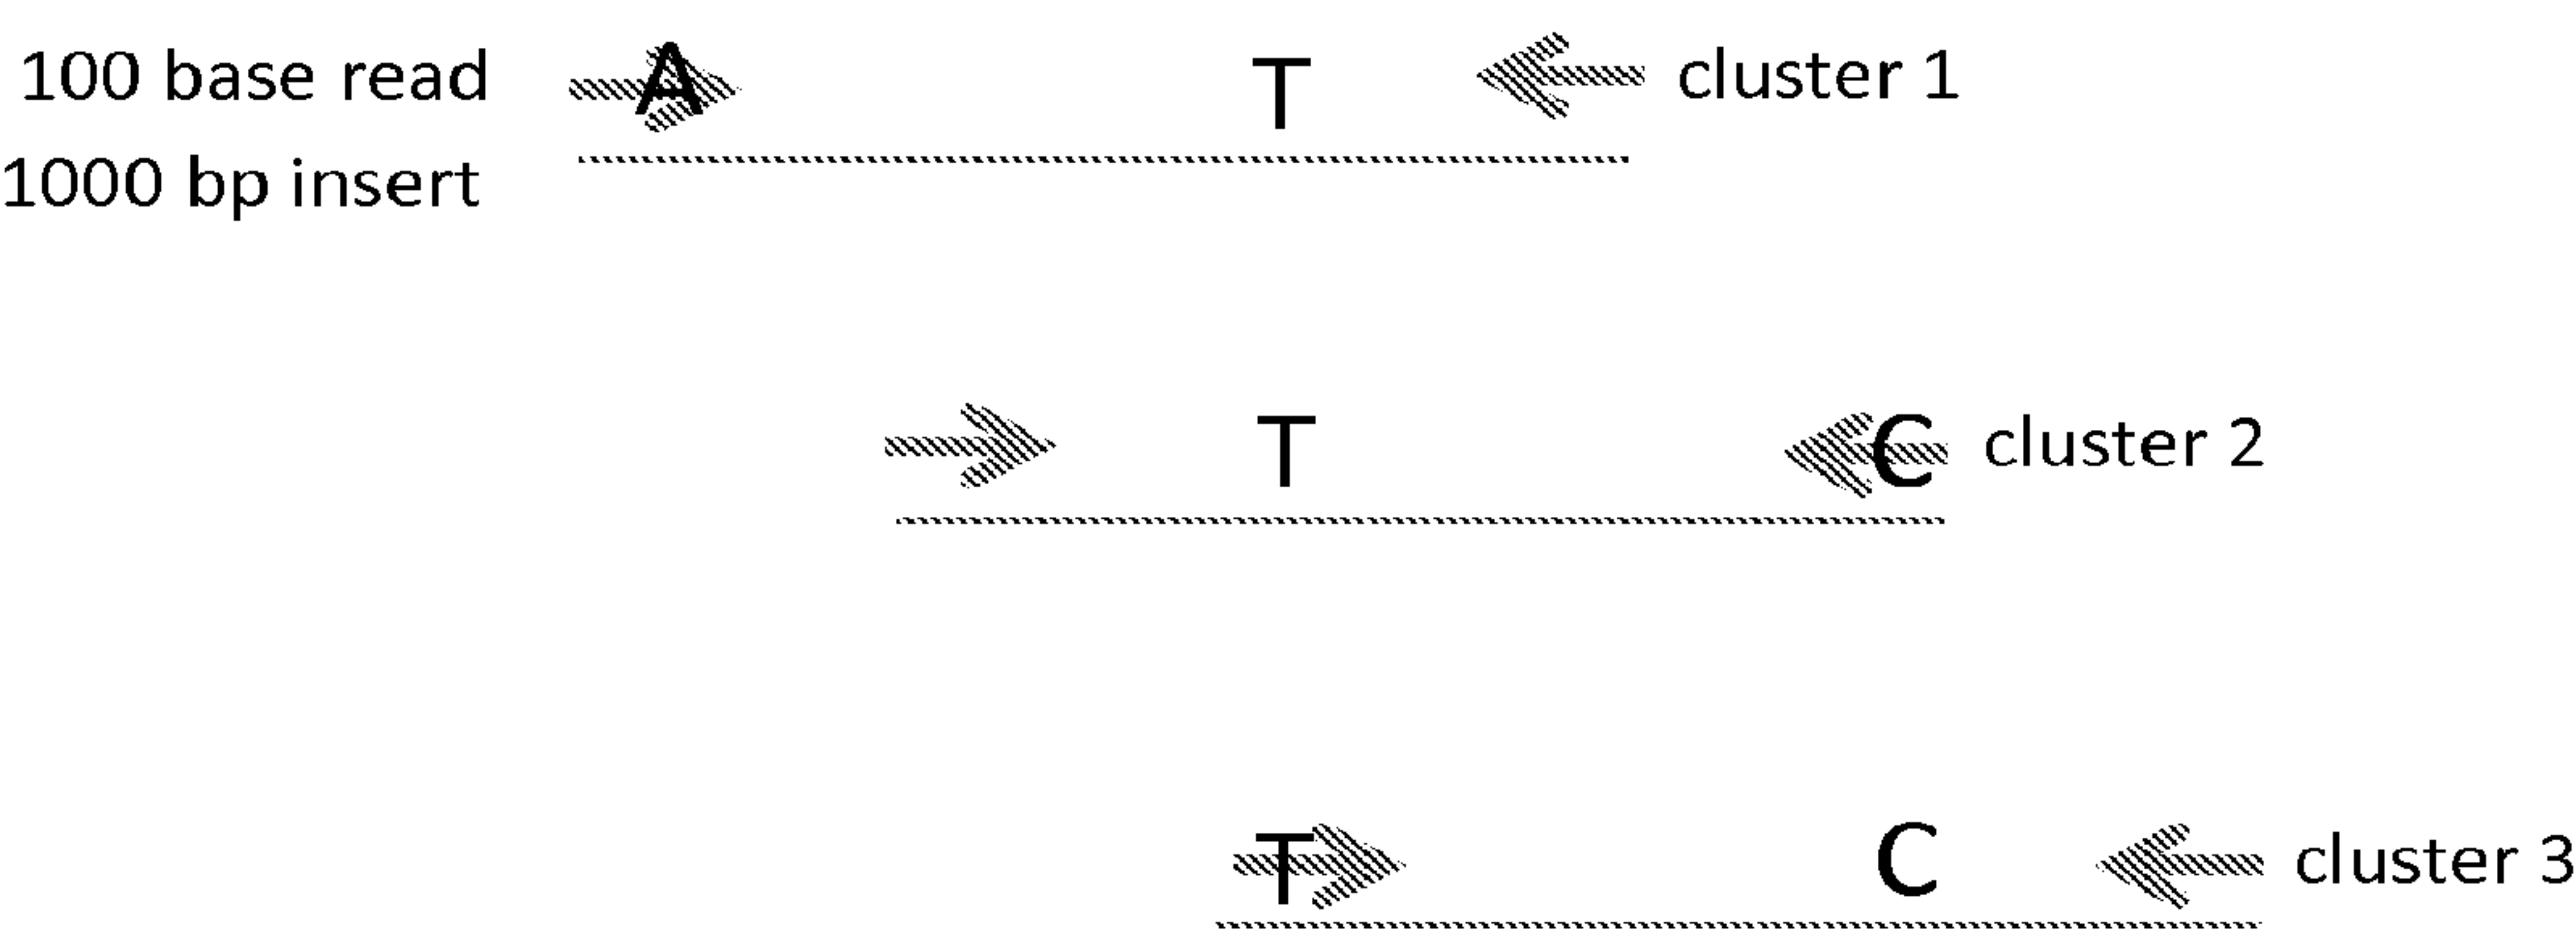 100 base read A T cluster 1
1000 bp insert
T C cluster 2
T C cluster 3